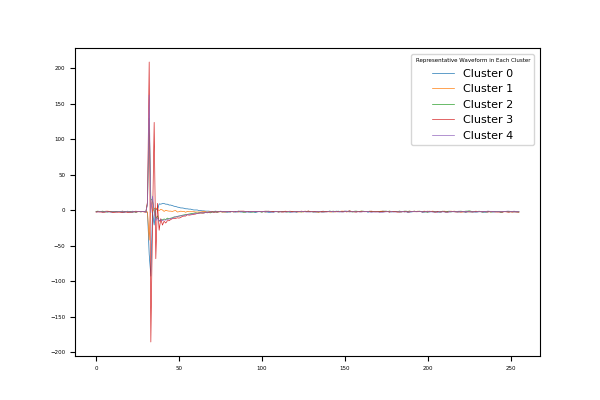 Representative Waveform in Each Cluster
Cluster 0
Cluster 1
Cluster 2
Cluster 3
Cluster 4
200
150
100
50
0
−50
−100
−150
−200
0 50 100 150 200 250